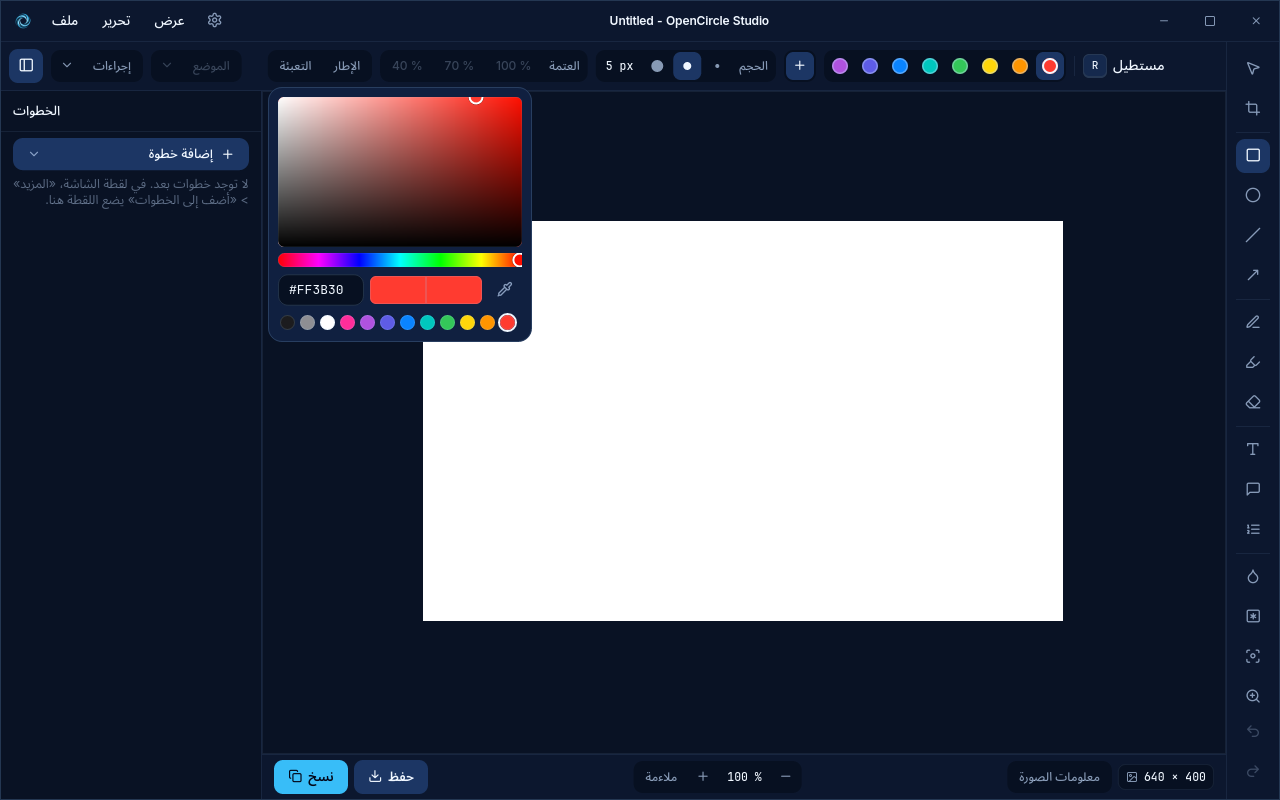 ملف
تحرير
عرض
Untitled - OpenCircle Studio
مستطيل
R
الحجم
5 px
العتمة
100 %
70 %
40 %
الإطار
التعبئة
الموضع
إجراءات
الخطوات
إضافة خطوة
لا توجد خطوات بعد. في لقطة الشاشة، «المزيد»
> «أضف إلى الخطوات» يضع اللقطة هنا.
#FF3B30
640 × 400
معلومات الصورة
100 %
ملاءمة
حفظ
نسخ